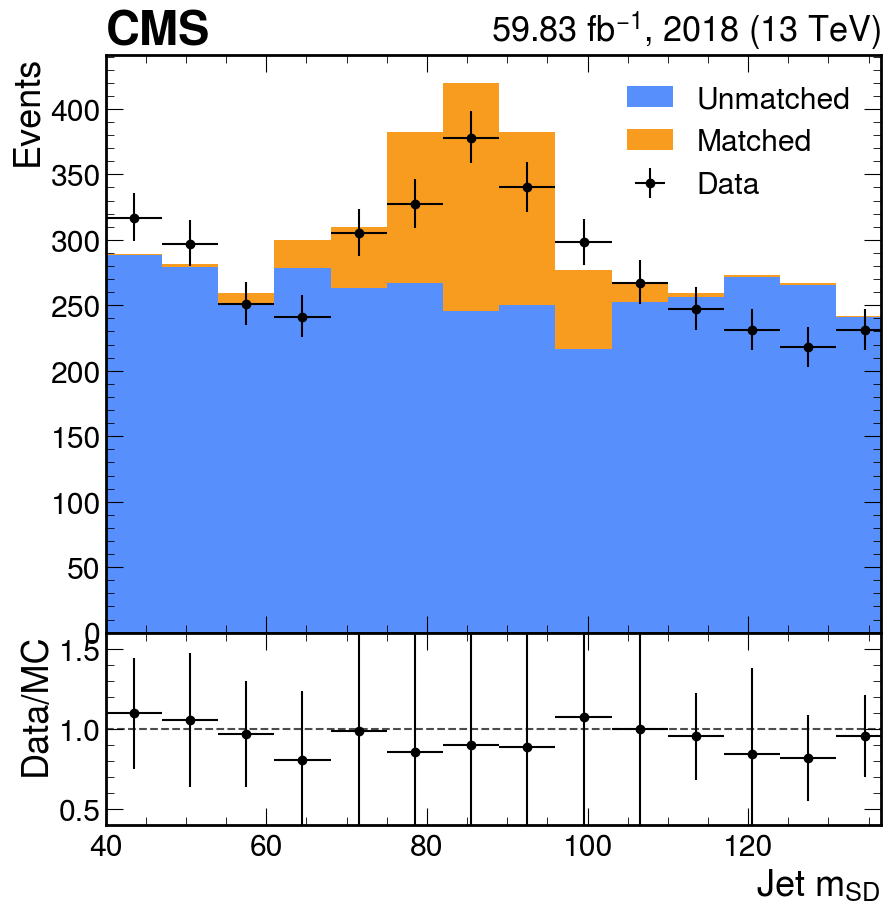 CMS 59.83 fb⁻¹, 2018 (13 TeV)
Events
400
350
300
250
200
150
100
50
0
Unmatched
Matched
Data
Data/MC
1.5
1.0
0.5
40 60 80 100 120
Jet m_SD